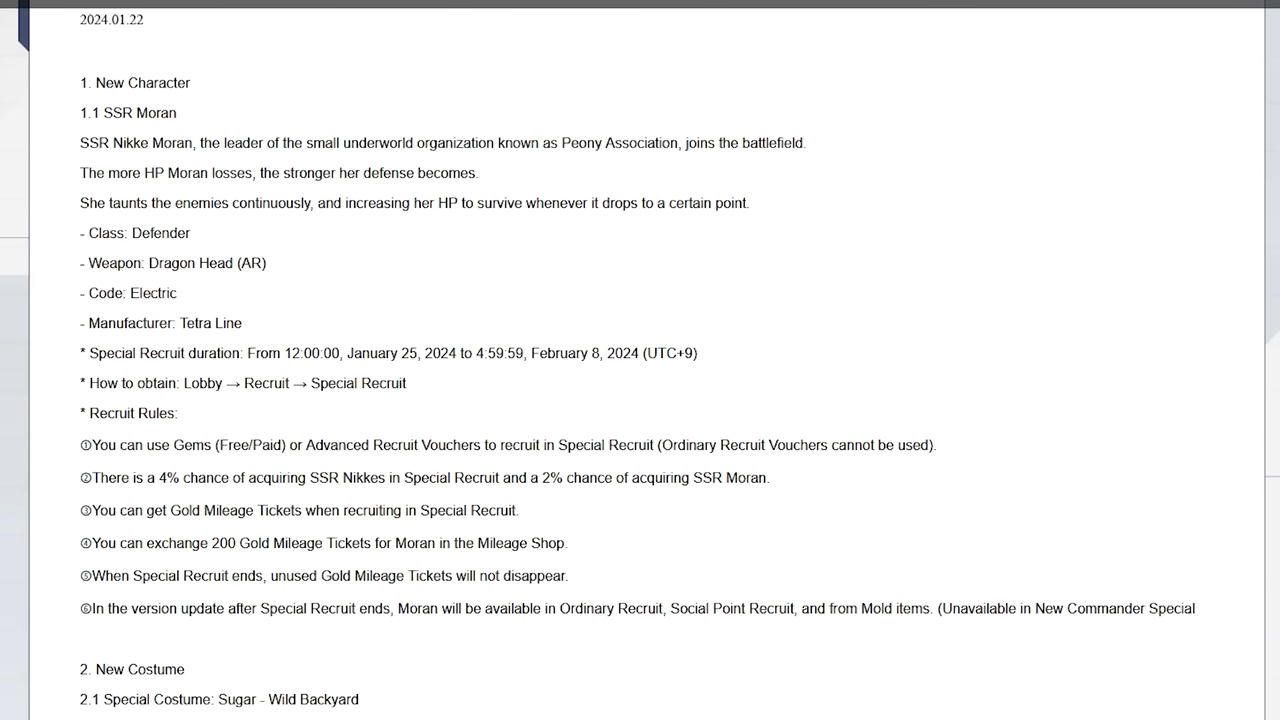 2024.01.22
1. New Character
1.1 SSR Moran
SSR Nikke Moran, the leader of the small underworld organization known as Peony Association, joins the battlefield.
The more HP Moran losses, the stronger her defense becomes.
She taunts the enemies continuously, and increasing her HP to survive whenever it drops to a certain point.
- Class: Defender
- Weapon: Dragon Head (AR)
- Code: Electric
- Manufacturer: Tetra Line
* Special Recruit duration: From 12:00:00, January 25, 2024 to 4:59:59, February 8, 2024 (UTC+9)
* How to obtain: Lobby → Recruit → Special Recruit
* Recruit Rules:
①You can use Gems (Free/Paid) or Advanced Recruit Vouchers to recruit in Special Recruit (Ordinary Recruit Vouchers cannot be used).
②There is a 4% chance of acquiring SSR Nikkes in Special Recruit and a 2% chance of acquiring SSR Moran.
③You can get Gold Mileage Tickets when recruiting in Special Recruit.
④You can exchange 200 Gold Mileage Tickets for Moran in the Mileage Shop.
⑤When Special Recruit ends, unused Gold Mileage Tickets will not disappear.
⑥In the version update after Special Recruit ends, Moran will be available in Ordinary Recruit, Social Point Recruit, and from Mold items. (Unavailable in New Commander Special
2. New Costume
2.1 Special Costume: Sugar - Wild Backyard